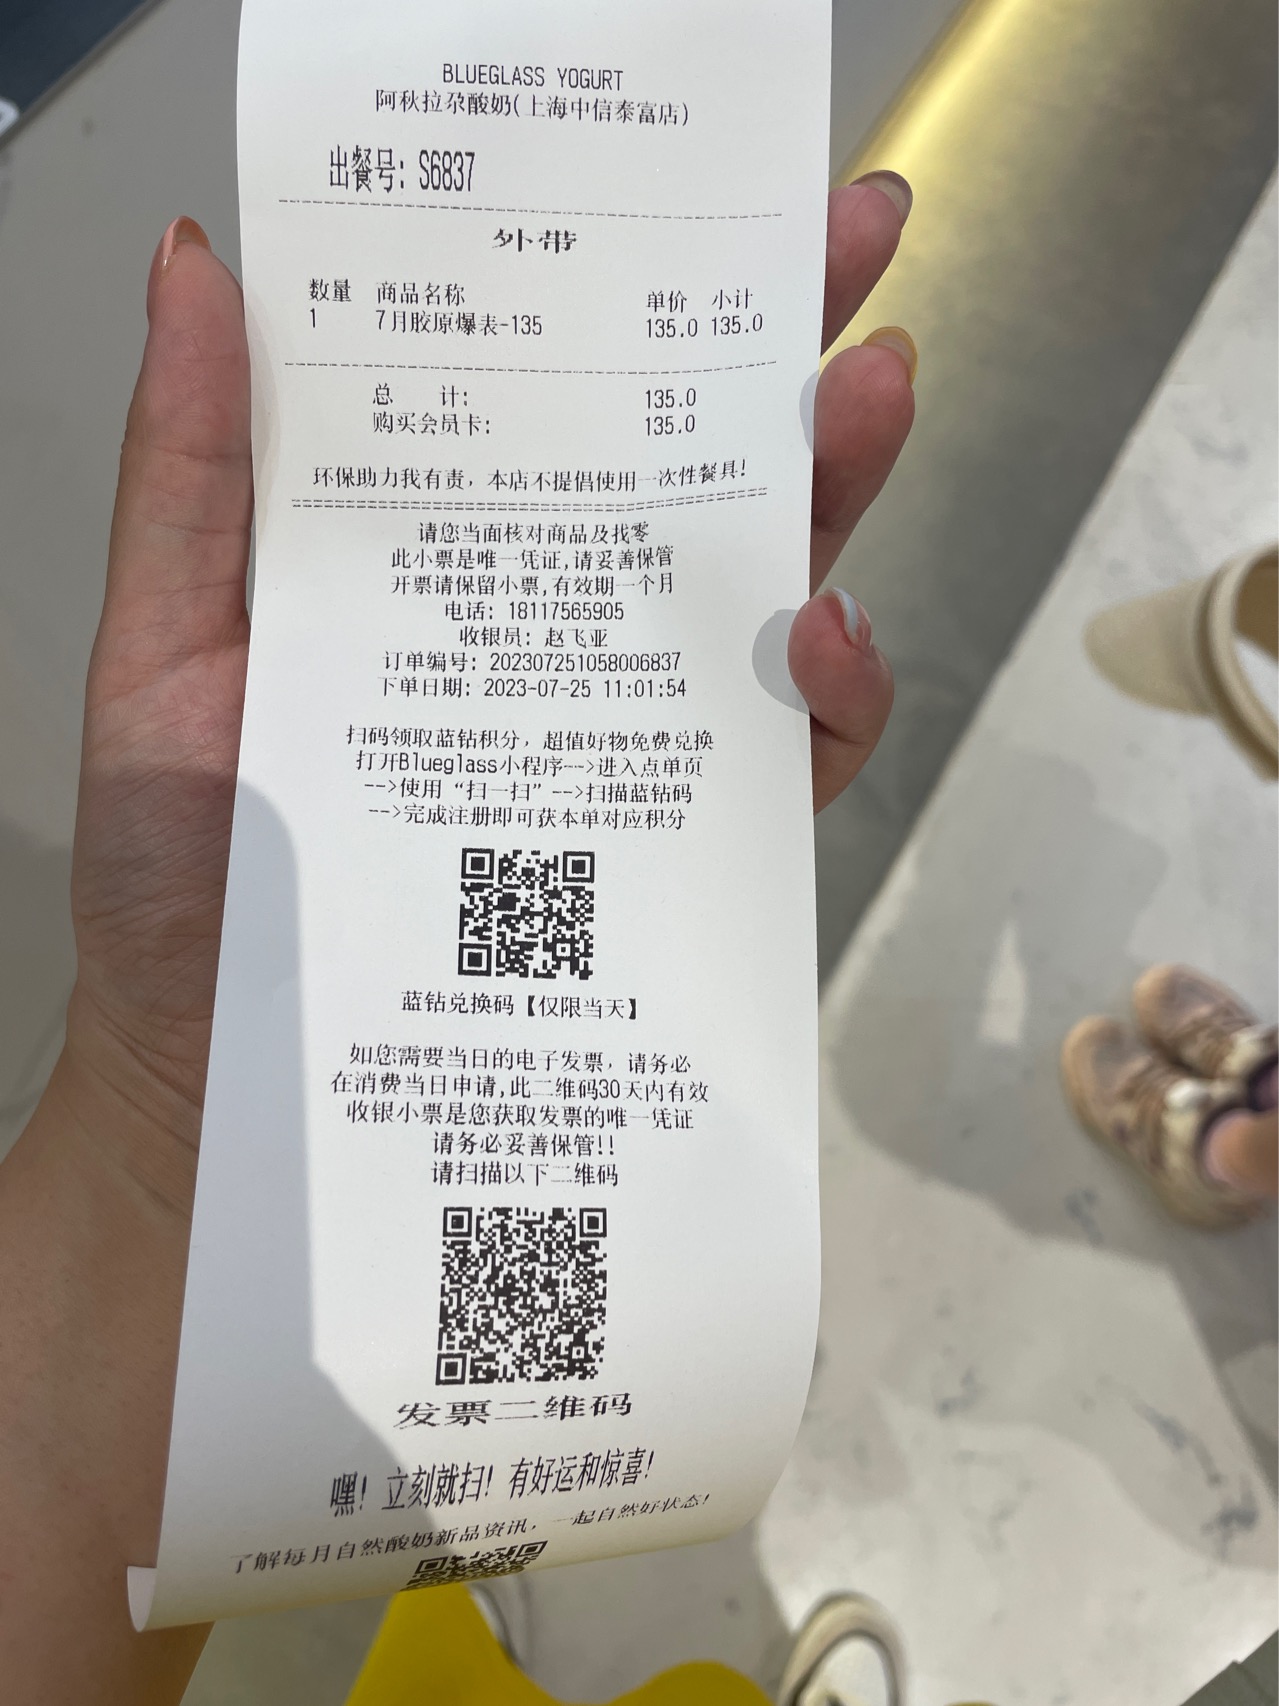 BLUEGLASS YOGURT
阿秋拉尕酸奶(上海中信泰富店)
出餐号: S6837
外带
数量 商品名称 单价 小计
1 7月胶原爆表-135 135.0 135.0
总 计: 135.0
购买会员卡: 135.0
环保助力我有责，本店不提倡使用一次性餐具!
请您当面核对商品及找零
此小票是唯一凭证,请妥善保管
开票请保留小票,有效期一个月
电话: 18117565905
收银员: 赵飞亚
订单编号: 202307251058006837
下单日期: 2023-07-25 11:01:54
扫码领取蓝钻积分，超值好物免费兑换
打开Blueglass小程序-->进入点单页
-->使用“扫一扫”-->扫描蓝钻码
-->完成注册即可获本单对应积分
蓝钻兑换码【仅限当天】
如您需要当日的电子发票，请务必
在消费当日申请,此二维码30天内有效
收银小票是您获取发票的唯一凭证
请务必妥善保管!!
请扫描以下二维码
发票二维码
嘿! 立刻就扫! 有好运和惊喜!
了解每月自然酸奶新品资讯，一起自然好状态!